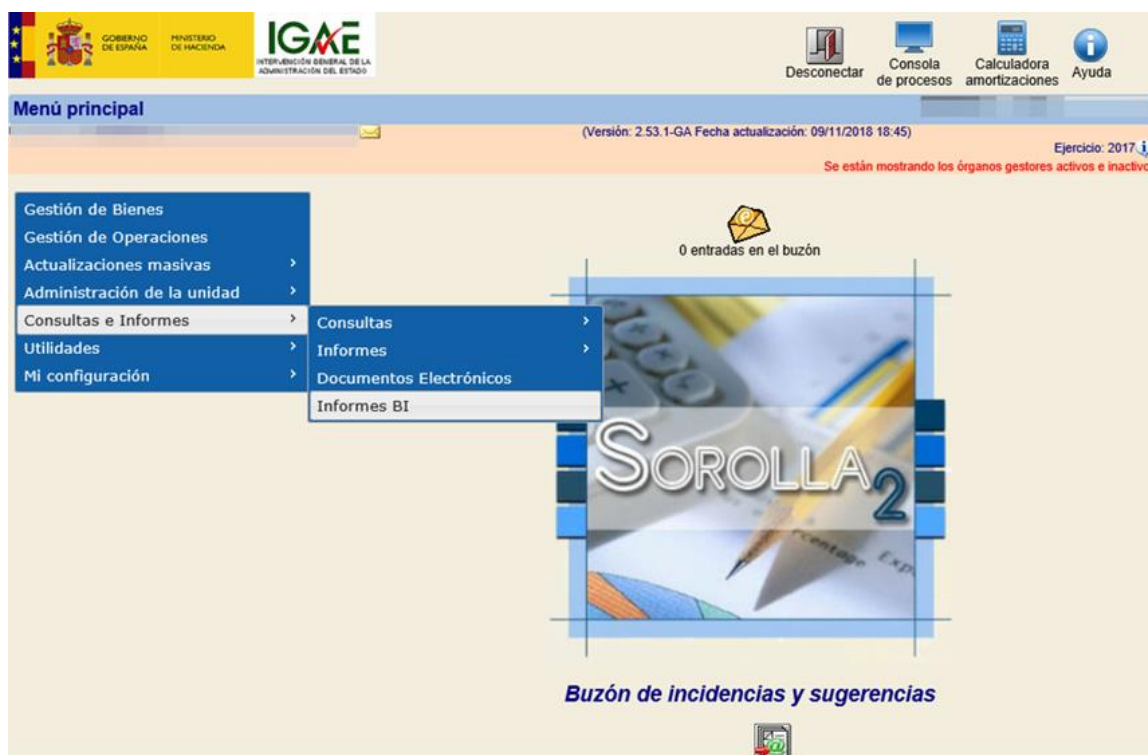 GOBIERNO
DE ESPAÑA
MINISTERIO
DE HACIENDA
IGAE
INTERVENCIÓN GENERAL DE LA
ADMINISTRACIÓN DEL ESTADO
Desconectar
Consola
de procesos
Calculadora
amortizaciones
Ayuda
Menú principal
(Versión: 2.53.1-GA Fecha actualización: 09/11/2018 18:45)
Ejercicio: 2017
Se están mostrando los órganos gestores activos e inactivo
Gestión de Bienes
Gestión de Operaciones
Actualizaciones masivas
Administración de la unidad
Consultas e Informes
Utilidades
Mi configuración
Consultas
Informes
Documentos Electrónicos
Informes BI
0 entradas en el buzón
SOROLLA2
Percentage
Buzón de incidencias y sugerencias